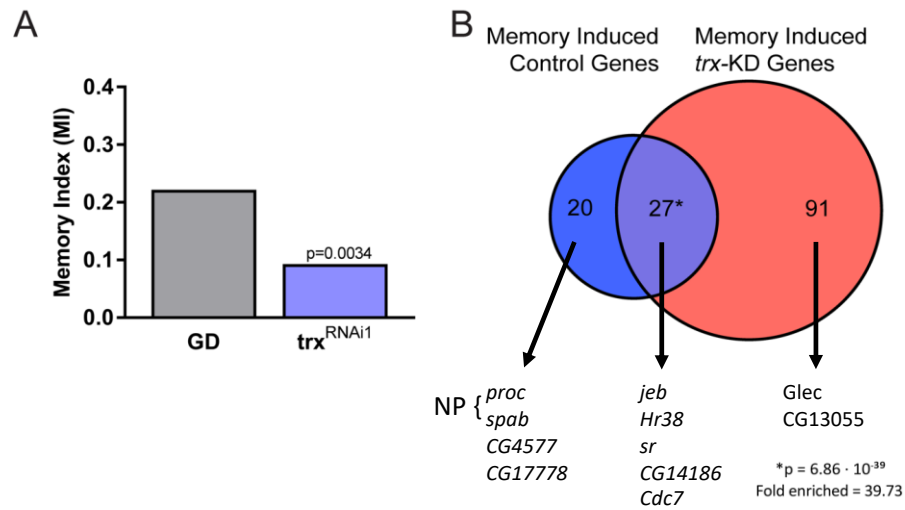 A
0.4
0.3
0.2
0.1
0.0
Memory Index (MI)
p=0.0034
GD
trxRNAi1
B
Memory Induced
Control Genes
Memory Induced
trx-KD Genes
20
27*
91
NP {
proc
spab
CG4577
CG17778
jeb
Hr38
sr
CG14186
Cdc7
Glec
CG13055
*p = 6.86 · 10⁻³⁹
Fold enriched = 39.73